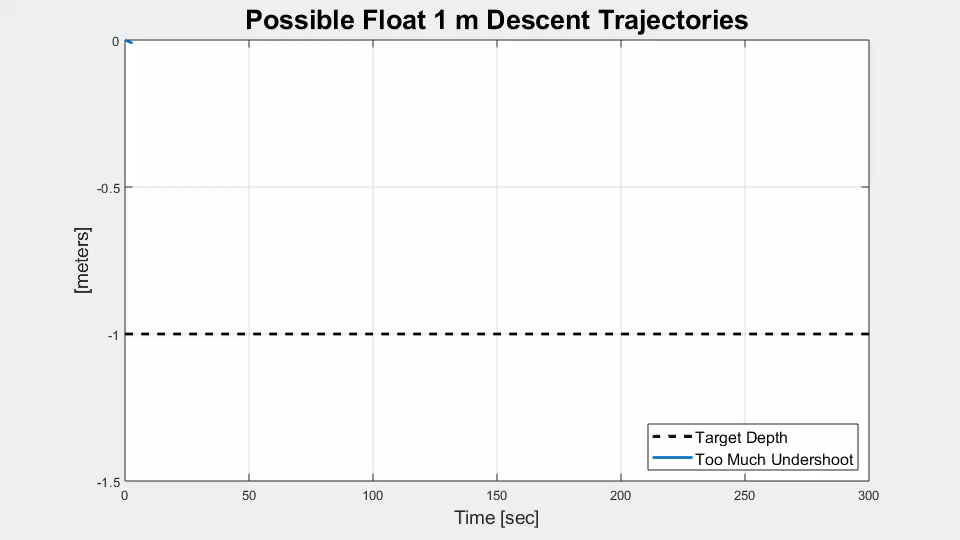 Possible Float 1 m Descent Trajectories
0
-0.5
-1
-1.5
[meters]
0 50 100 150 200 250 300
Time [sec]
Target Depth
Too Much Undershoot